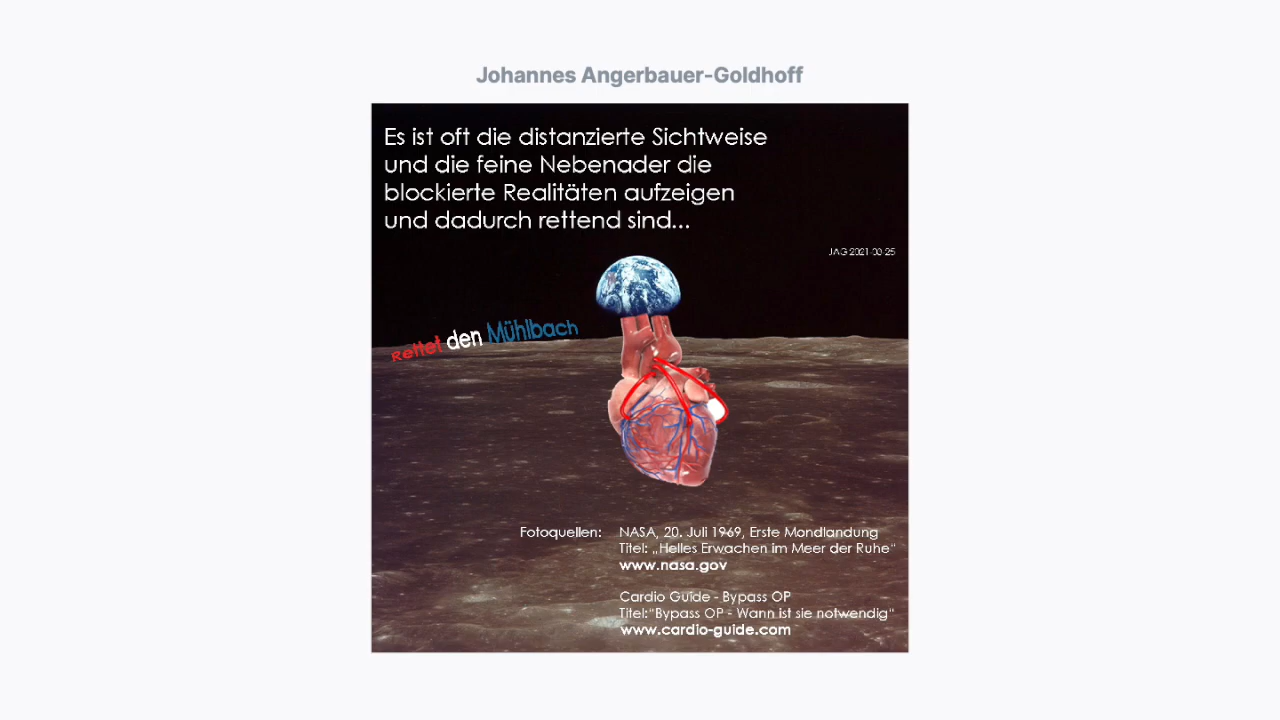 Johannes Angerbauer-Goldhoff
Es ist oft die distanzierte Sichtweise
und die feine Nebenader die
blockierte Realitäten aufzeigen
und dadurch rettend sind...
JAG
Rettet den Mühlbach
Fotoquellen: NASA, 20. Juli 1969, Erste Mondlandung
Titel: „Helles Erwachen im Meer der Ruhe"
www.nasa.gov
Cardio Guide - Bypass OP
Titel:"Bypass OP - Wann ist sie notwendig"
www.cardio-guide.com